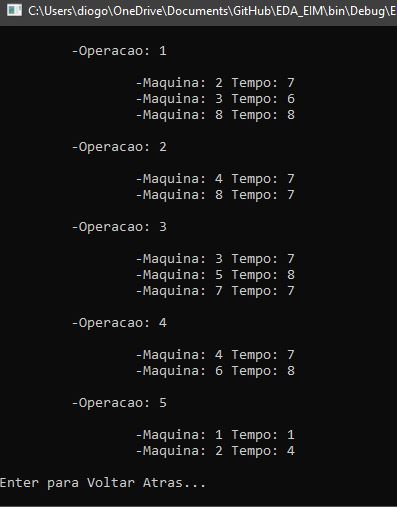 C:\Users\diogo\OneDrive\Documents\GitHub\EDA_EIM\bin\Debug\E
-Operacao: 1
-Maquina: 2 Tempo: 7
-Maquina: 3 Tempo: 6
-Maquina: 8 Tempo: 8
-Operacao: 2
-Maquina: 4 Tempo: 7
-Maquina: 8 Tempo: 7
-Operacao: 3
-Maquina: 3 Tempo: 7
-Maquina: 5 Tempo: 8
-Maquina: 7 Tempo: 7
-Operacao: 4
-Maquina: 4 Tempo: 7
-Maquina: 6 Tempo: 8
-Operacao: 5
-Maquina: 1 Tempo: 1
-Maquina: 2 Tempo: 4
Enter para Voltar Atras...